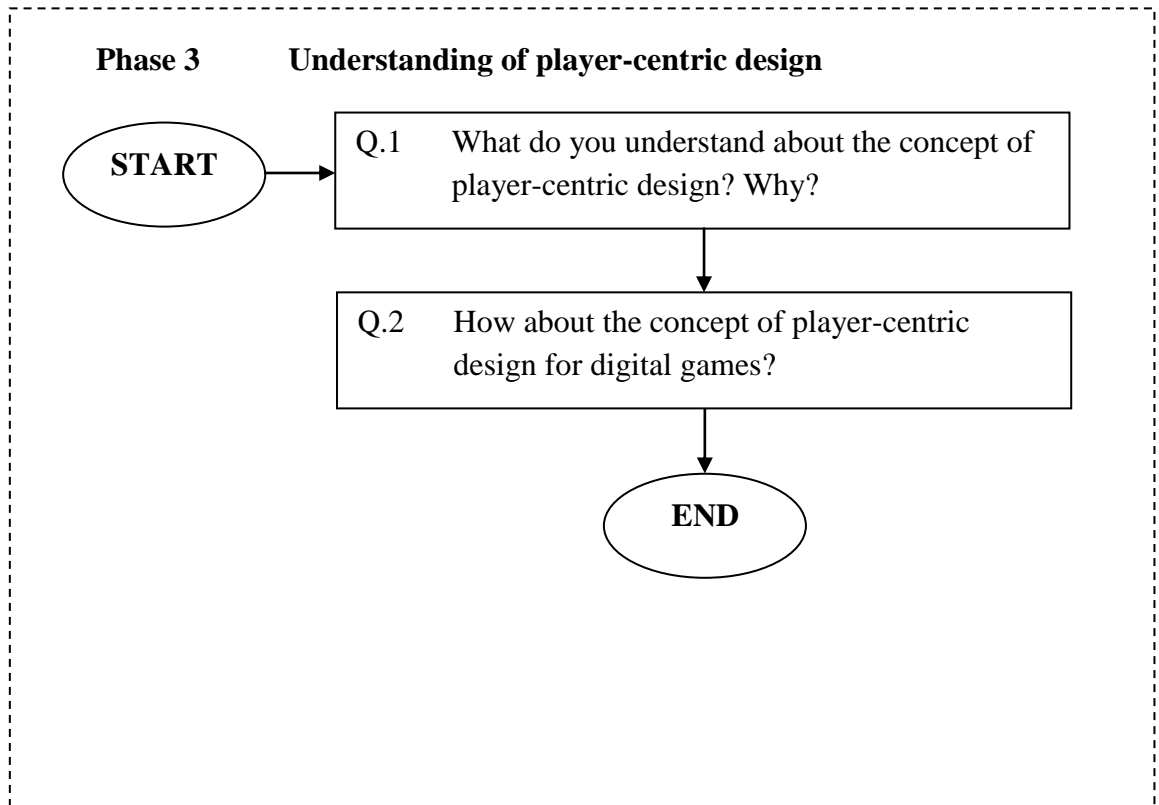 Phase 3 Understanding of player-centric design
START
Q.1 What do you understand about the concept of
player-centric design? Why?
Q.2 How about the concept of player-centric
design for digital games?
END